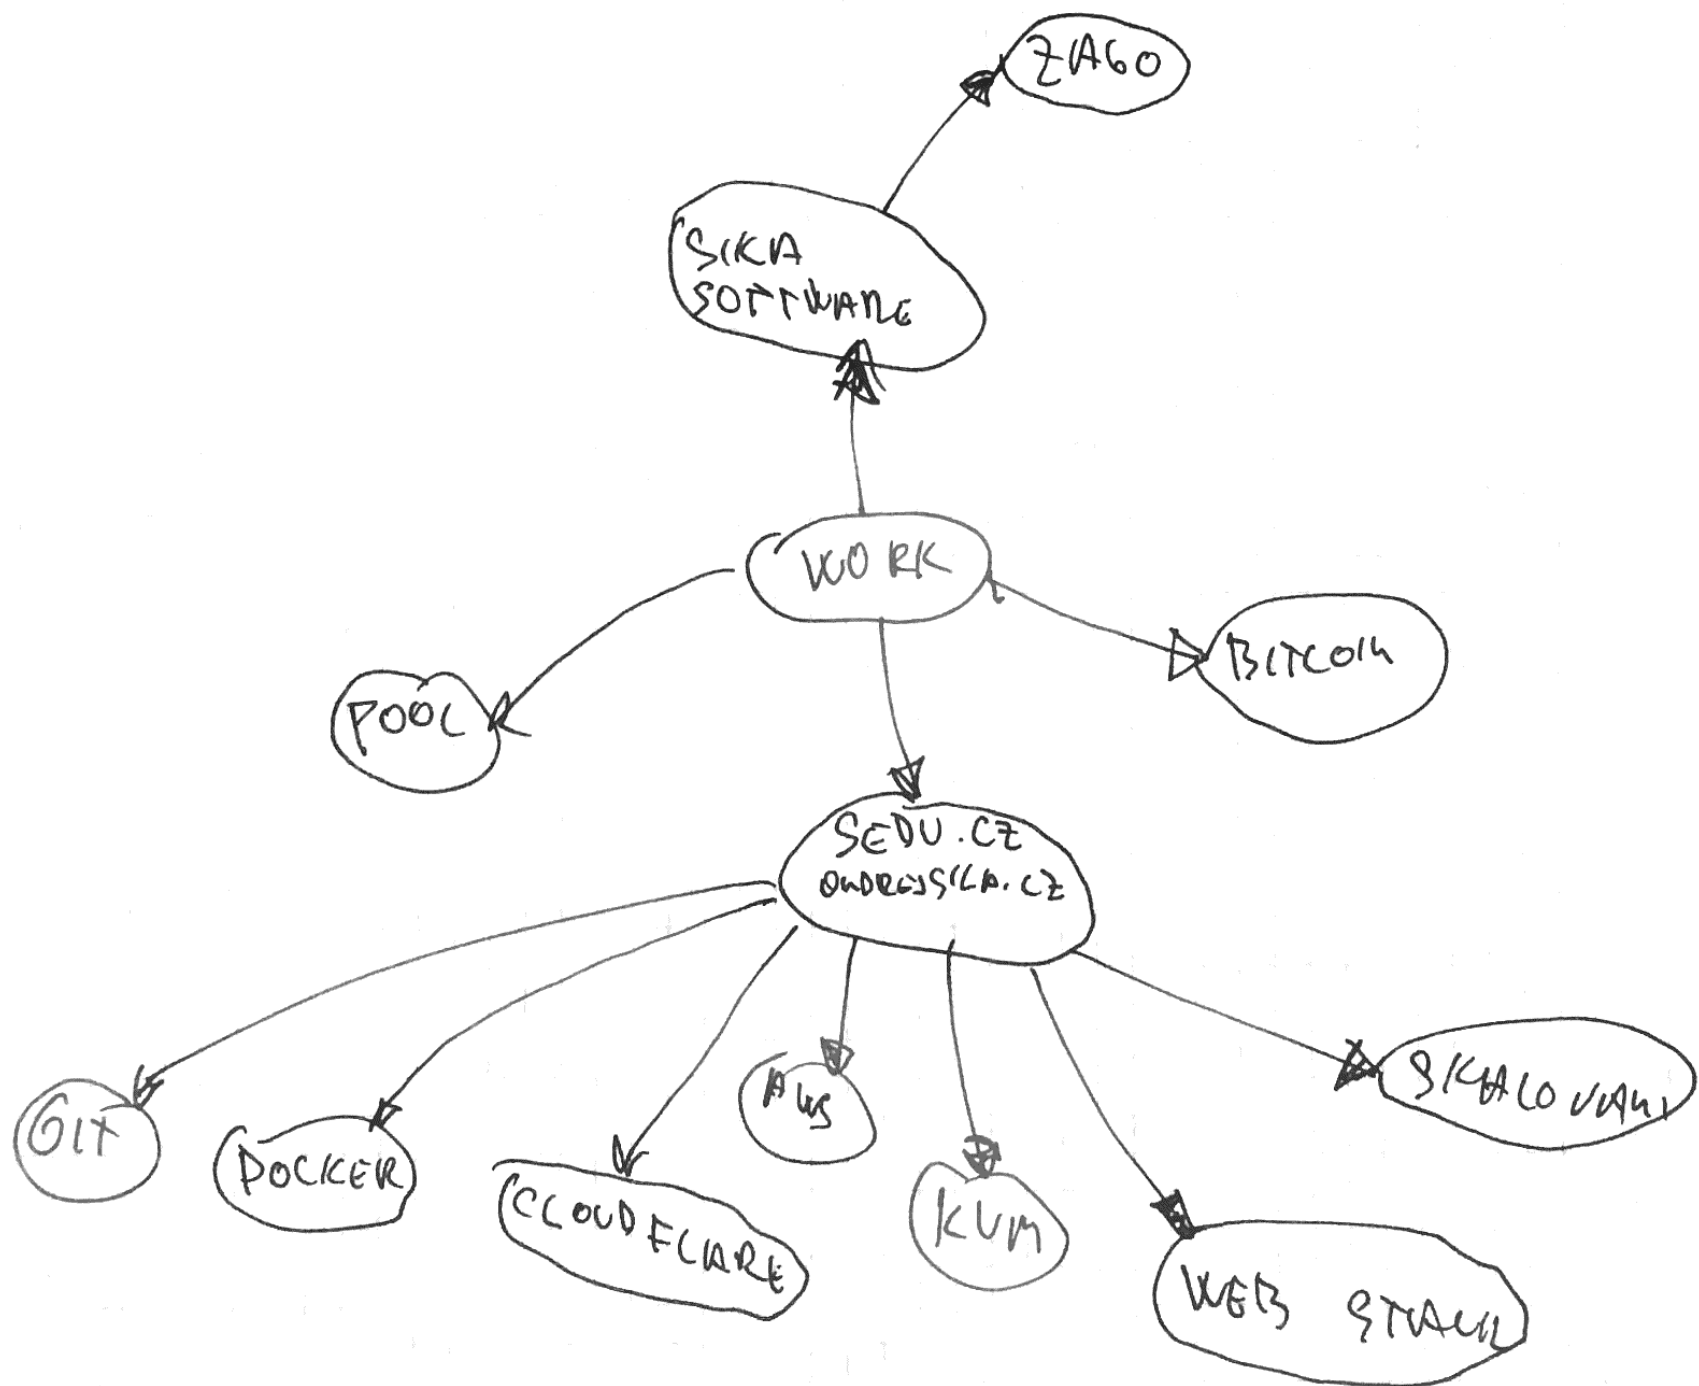 ZAGO
SIKA
SOFTWARE
WORK
BITCOIN
POOL
SEDU.CZ
ONDREJSIKA.CZ
GIT
DOCKER
CLOUDFLARE
AWS
KVM
SKALOVANI
WEB STACK